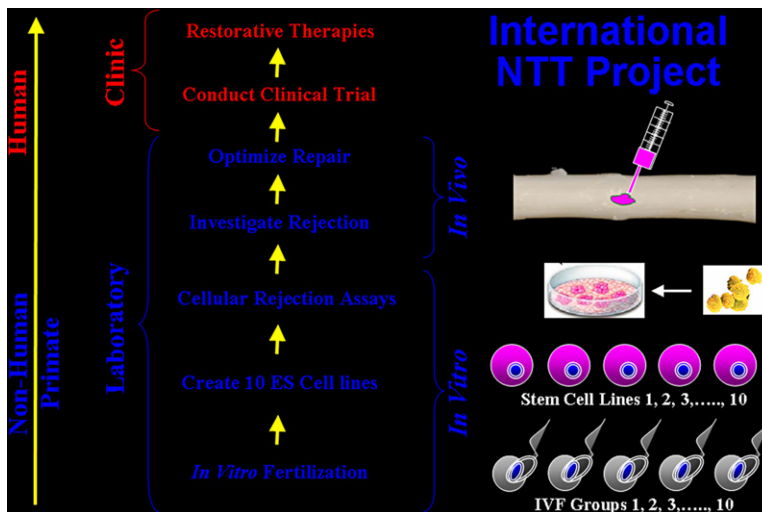 International
NTT Project
Human
Non-Human
Primate
Clinic
Laboratory
Restorative Therapies
Conduct Clinical Trial
Optimize Repair
Investigate Rejection
Cellular Rejection Assays
Create 10 ES Cell lines
In Vitro Fertilization
In Vivo
In Vitro
Stem Cell Lines 1, 2, 3,....., 10
IVF Groups 1, 2, 3,....., 10